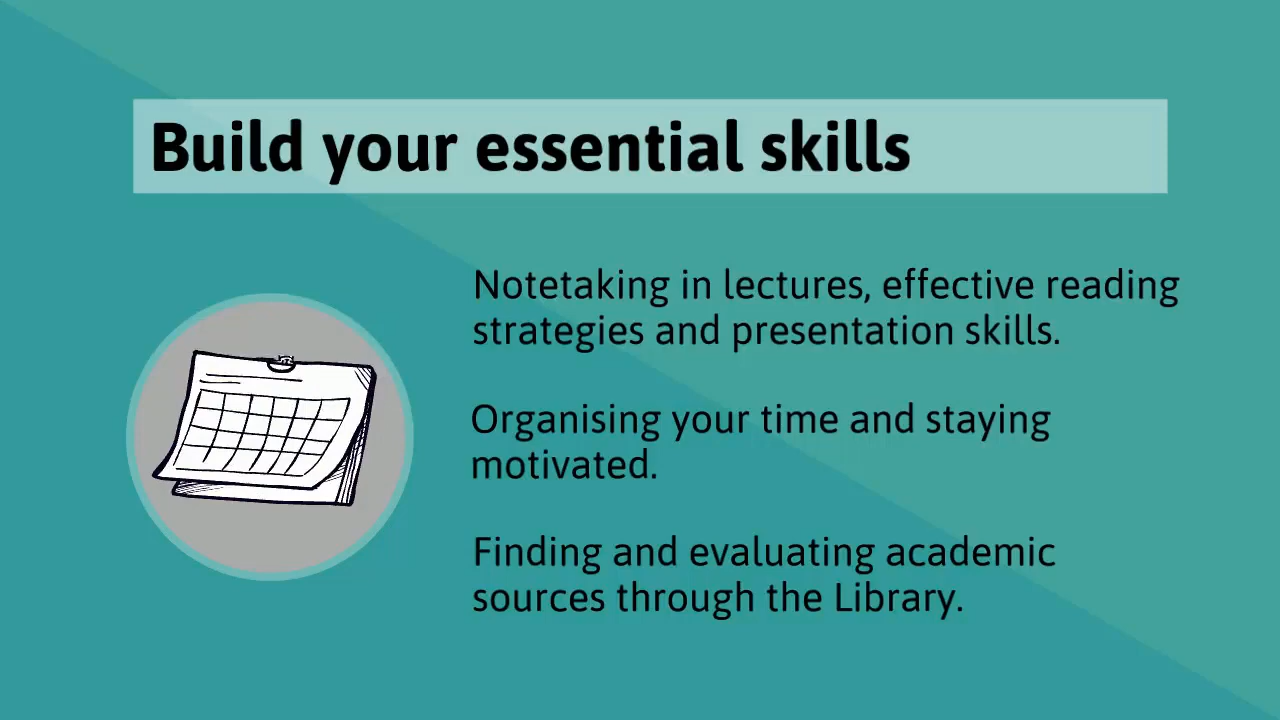 Build your essential skills
Notetaking in lectures, effective reading
strategies and presentation skills.
Organising your time and staying
motivated.
Finding and evaluating academic
sources through the Library.